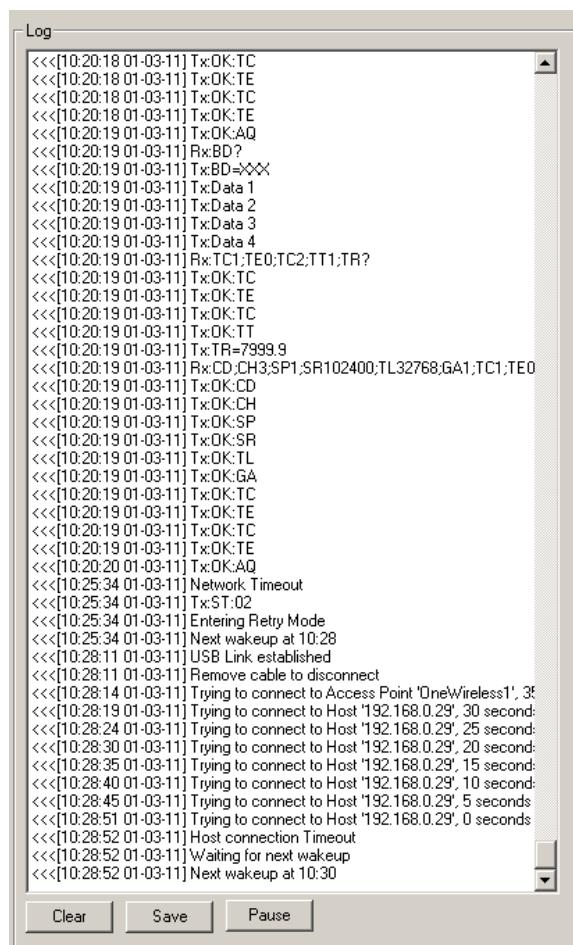 Log
<<<[10:20:18 01-03-11] Tx:OK:TC
<<<[10:20:18 01-03-11] Tx:OK:TE
<<<[10:20:18 01-03-11] Tx:OK:TC
<<<[10:20:18 01-03-11] Tx:OK:TE
<<<[10:20:19 01-03-11] Tx:OK:AQ
<<<[10:20:19 01-03-11] Rx:BD?
<<<[10:20:19 01-03-11] Tx:BD=XXX
<<<[10:20:19 01-03-11] Tx:Data 1
<<<[10:20:19 01-03-11] Tx:Data 2
<<<[10:20:19 01-03-11] Tx:Data 3
<<<[10:20:19 01-03-11] Tx:Data 4
<<<[10:20:19 01-03-11] Rx:TC1;TE0;TC2;TT1;TR?
<<<[10:20:19 01-03-11] Tx:OK:TC
<<<[10:20:19 01-03-11] Tx:OK:TE
<<<[10:20:19 01-03-11] Tx:OK:TC
<<<[10:20:19 01-03-11] Tx:OK:TT
<<<[10:20:19 01-03-11] Tx:TR=7999.9
<<<[10:20:19 01-03-11] Rx:CD;CH3;SP1;SR102400;TL32768;GA1;TC1;TE0
<<<[10:20:19 01-03-11] Tx:OK:CD
<<<[10:20:19 01-03-11] Tx:OK:CH
<<<[10:20:19 01-03-11] Tx:OK:SP
<<<[10:20:19 01-03-11] Tx:OK:SR
<<<[10:20:19 01-03-11] Tx:OK:TL
<<<[10:20:19 01-03-11] Tx:OK:GA
<<<[10:20:19 01-03-11] Tx:OK:TC
<<<[10:20:19 01-03-11] Tx:OK:TE
<<<[10:20:19 01-03-11] Tx:OK:TC
<<<[10:20:19 01-03-11] Tx:OK:TE
<<<[10:20:20 01-03-11] Tx:OK:AQ
<<<[10:25:34 01-03-11] Network Timeout
<<<[10:25:34 01-03-11] Tx:ST:02
<<<[10:25:34 01-03-11] Entering Retry Mode
<<<[10:25:34 01-03-11] Next wakeup at 10:28
<<<[10:28:11 01-03-11] USB Link established
<<<[10:28:11 01-03-11] Remove cable to disconnect
<<<[10:28:14 01-03-11] Trying to connect to Access Point 'OneWireless1', 35
<<<[10:28:19 01-03-11] Trying to connect to Host '192.168.0.29', 30 seconds
<<<[10:28:24 01-03-11] Trying to connect to Host '192.168.0.29', 25 seconds
<<<[10:28:30 01-03-11] Trying to connect to Host '192.168.0.29', 20 seconds
<<<[10:28:35 01-03-11] Trying to connect to Host '192.168.0.29', 15 seconds
<<<[10:28:40 01-03-11] Trying to connect to Host '192.168.0.29', 10 seconds
<<<[10:28:45 01-03-11] Trying to connect to Host '192.168.0.29', 5 seconds
<<<[10:28:51 01-03-11] Trying to connect to Host '192.168.0.29', 0 seconds
<<<[10:28:52 01-03-11] Host connection Timeout
<<<[10:28:52 01-03-11] Waiting for next wakeup
<<<[10:28:52 01-03-11] Next wakeup at 10:30
Clear Save Pause